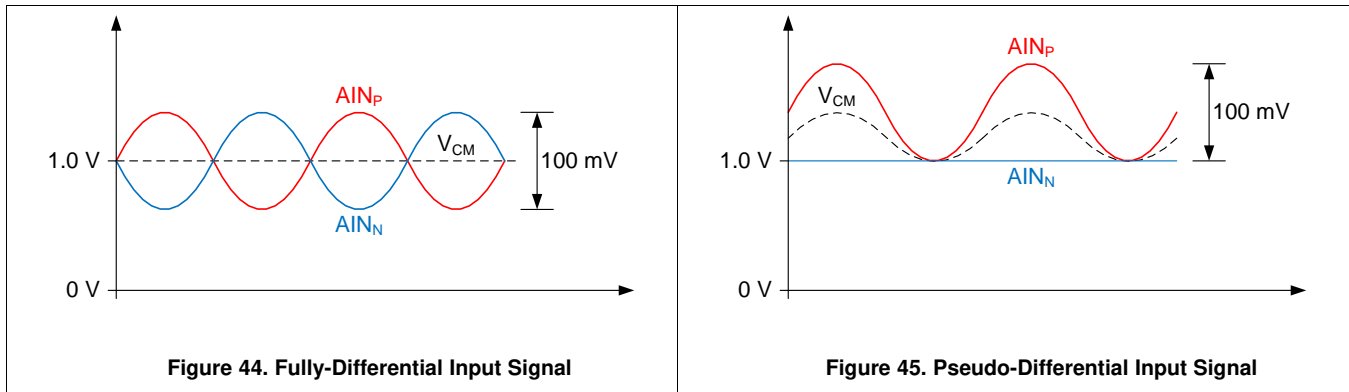 AINP
VCM
1.0 V
100 mV
AINN
0 V
Figure 44. Fully-Differential Input Signal
AINP
VCM
100 mV
1.0 V
AINN
0 V
Figure 45. Pseudo-Differential Input Signal